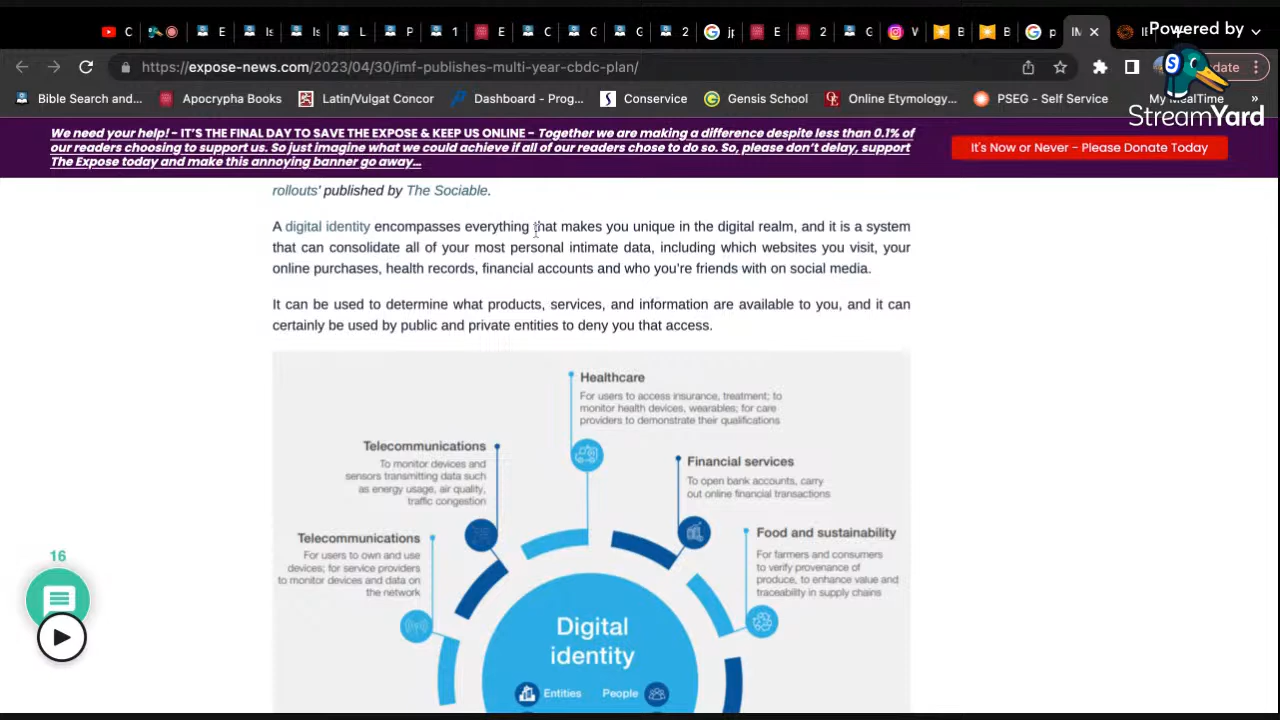 C E Is Is L P 1 E C G G 2 jp E 2 G W B B p IM
Powered by
https://expose-news.com/2023/04/30/imf-publishes-multi-year-cbdc-plan/
date
Bible Search and... Apocrypha Books Latin/Vulgat Concor Dashboard - Prog... Conservice Gensis School Online Etymology... PSEG - Self Service My MealTime »
StreamYard
We need your help! - IT'S THE FINAL DAY TO SAVE THE EXPOSE & KEEP US ONLINE - Together we are making a difference despite less than 0.1% of
our readers choosing to support us. So just imagine what we could achieve if all of our readers chose to do so. So, please don't delay, support
The Expose today and make this annoying banner go away...
It's Now or Never - Please Donate Today
rollouts' published by The Sociable.
A digital identity encompasses everything that makes you unique in the digital realm, and it is a system
that can consolidate all of your most personal intimate data, including which websites you visit, your
online purchases, health records, financial accounts and who you're friends with on social media.
It can be used to determine what products, services, and information are available to you, and it can
certainly be used by public and private entities to deny you that access.
Healthcare
For users to access insurance, treatment; to
monitor health devices, wearables; for care
providers to demonstrate their qualifications
Telecommunications
To monitor devices and
sensors transmitting data such
as energy usage, air quality,
traffic congestion
Financial services
To open bank accounts, carry
out online financial transactions
Telecommunications
For users to own and use
devices; for service providers
to monitor devices and data on
the network
Food and sustainability
For farmers and consumers
to verify provenance of
produce, to enhance value and
traceability in supply chains
16
Digital
identity
Entities People